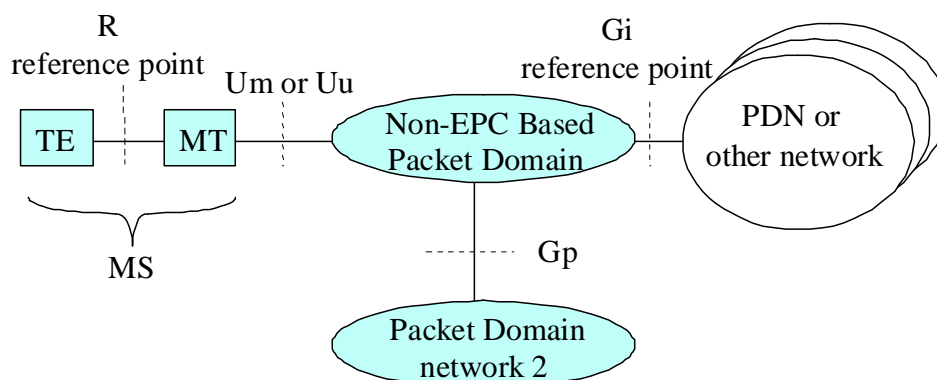 R
reference point
Um or Uu
Gi
reference point
TE
MT
Non-EPC Based
Packet Domain
PDN or
other network
MS
Gp
Packet Domain
network 2